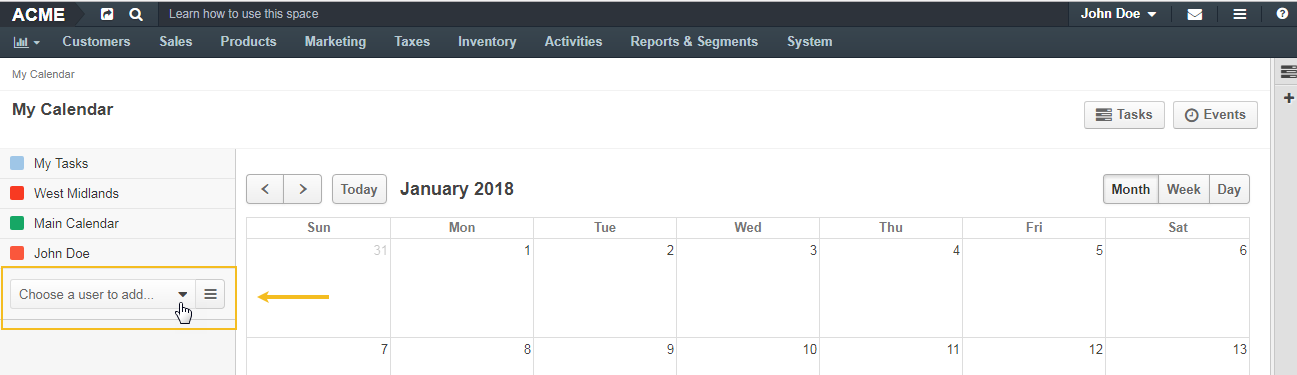 ACME Learn how to use this space John Doe
Customers Sales Products Marketing Taxes Inventory Activities Reports & Segments System
My Calendar
My Calendar
Tasks Events
My Tasks
West Midlands
Main Calendar
John Doe
Choose a user to add...
Today January 2018 Month Week Day
Sun Mon Tue Wed Thu Fri Sat
31 1 2 3 4 5 6
7 8 9 10 11 12 13